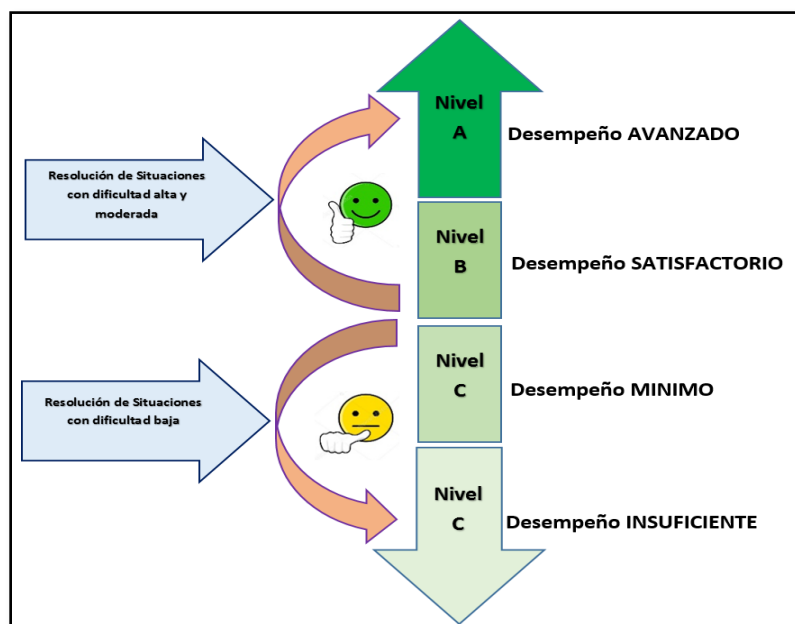 Nivel
A
Desempeño AVANZADO
Resolución de Situaciones
con dificultad alta y
moderada
Nivel
B
Desempeño SATISFACTORIO
Nivel
C
Desempeño MINIMO
Resolución de Situaciones
con dificultad baja
Nivel
C
Desempeño INSUFICIENTE